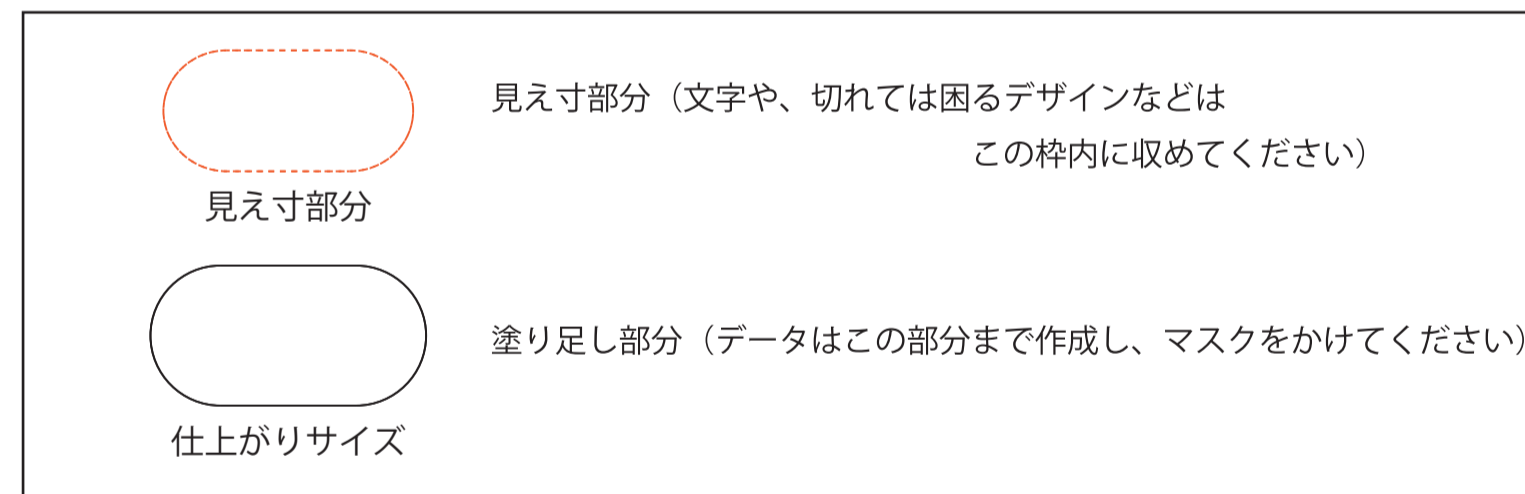 見え寸部分（文字や、切れては困るデザインなどは
この枠内に収めてください）
見え寸部分
塗り足し部分（データはこの部分まで作成し、マスクをかけてください）
仕上がりサイズ